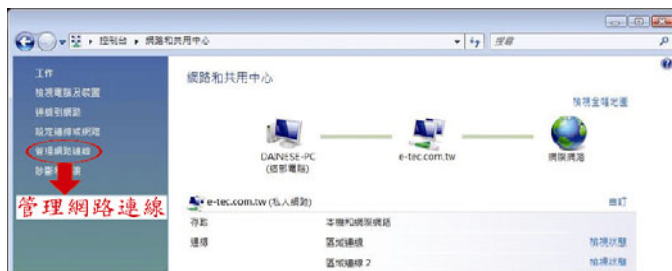 控制台 ▸ 網路和共用中心
搜尋
工作
檢視電腦及裝置
連線到網路
設定連線或網路
管理網路連線
管理網路連線
網路和共用中心
檢視全幅地圖
DAINESE-PC
(這部電腦)
e-tec.com.tw
網際網路
e-tec.com.tw (私人網路)
自訂
存取
本機和網際網路
連線
區域連線
檢視狀態
區域連線 2
檢視狀態